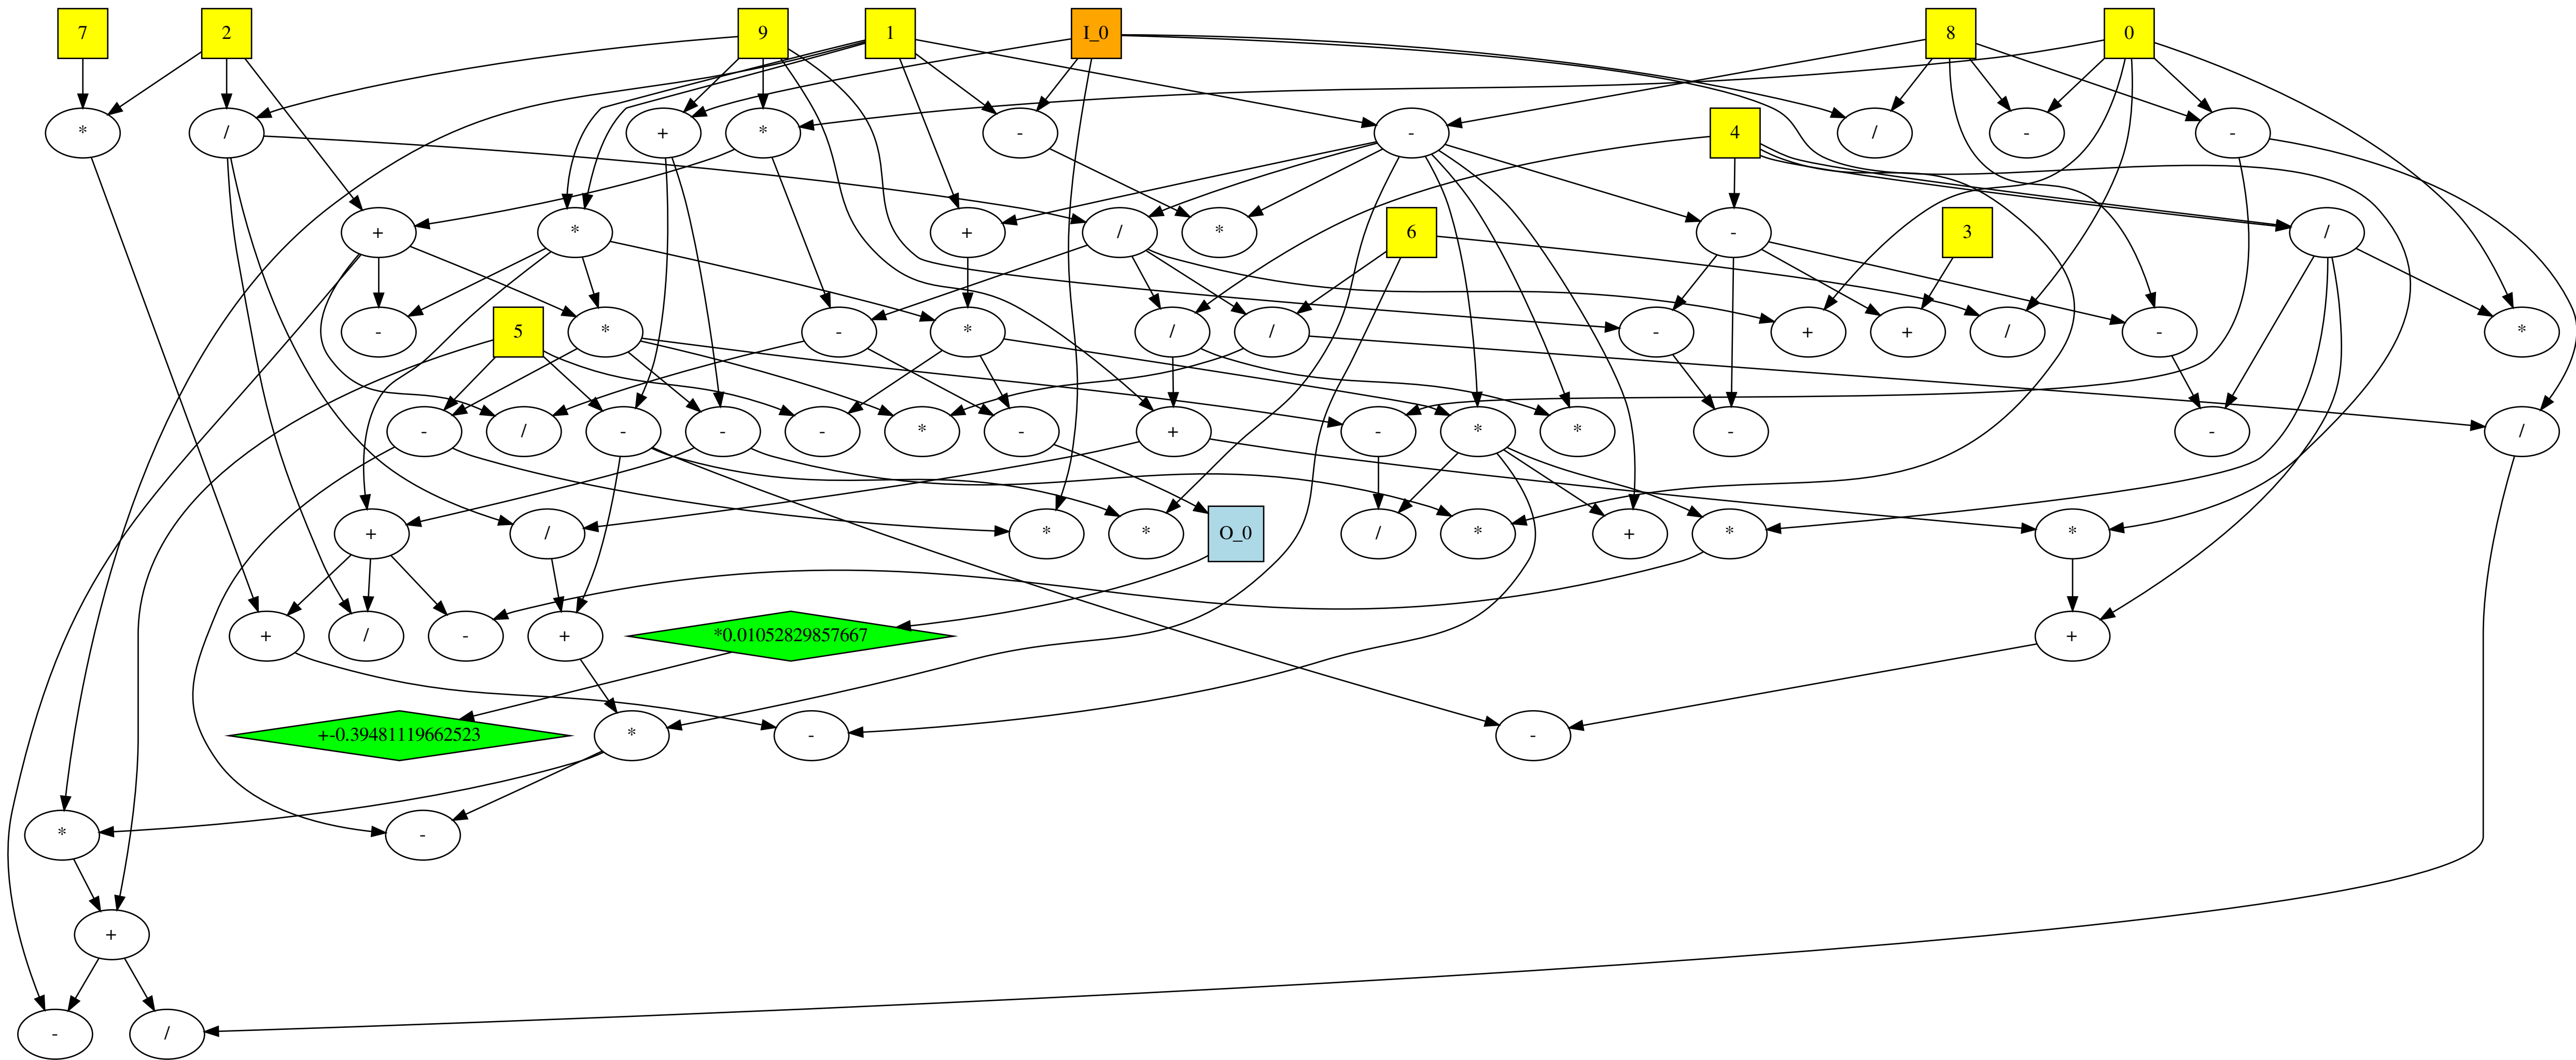 7 2 9 1 I_0 8 0
* / + * - - 4 / - -
+ * + / * 6 - 3 /
- 5 * - * / / - + + / - *
- / - - - * - + - * * - - /
+ / * * O_0 / * + * *
+ / - + *0.01052829857667 +
+-0.39481119662523 * - -
* -
+
- /